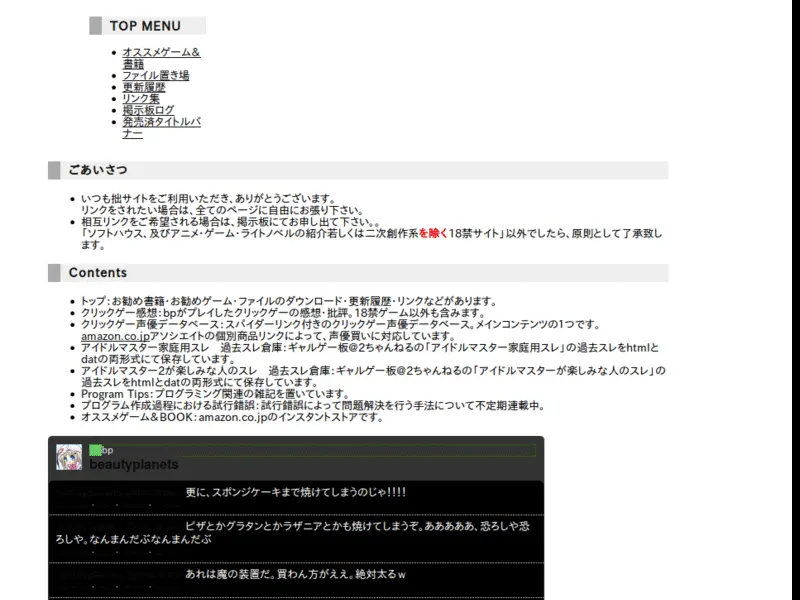 TOP MENU
オススメゲーム＆
書籍
ファイル置き場
更新履歴
リンク集
掲示板ログ
発売済タイトルバ
ナー
ごあいさつ
いつも拙サイトをご利用いただき、ありがとうございます。
リンクをされたい場合は、全てのページに自由にお張り下さい。
相互リンクをご希望される場合は、掲示板にてお申し出て下さい。。
「ソフトハウス、及びアニメ・ゲーム・ライトノベルの紹介若しくは二次創作系を除く18禁サイト」以外でしたら、原則として了承致し
ます。
Contents
トップ：お勧め書籍・お勧めゲーム・ファイルのダウンロード・更新履歴・リンクなどがあります。
クリックゲー感想：bpがプレイしたクリックゲーの感想・批評。18禁ゲーム以外も含みます。
クリックゲー声優データベース：スパイダーリンク付きのクリックゲー声優データベース。メインコンテンツの1つです。
amazon.co.jpアソシエイトの個別商品リンクによって、声優買いに対応しています。
アイドルマスター家庭用スレ　過去スレ倉庫：ギャルゲー板@2ちゃんねるの「アイドルマスター家庭用スレ」の過去スレをhtmlと
datの両形式にて保存しています。
アイドルマスター2が楽しみな人のスレ　過去スレ倉庫：ギャルゲー板@2ちゃんねるの「アイドルマスターが楽しみな人のスレ」の
過去スレをhtmlとdatの両形式にて保存しています。
Program Tips：プログラミング関連の雑記を置いています。
プログラム作成過程における試行錯誤：試行錯誤によって問題解決を行う手法について不定期連載中。
オススメゲーム＆BOOK：amazon.co.jpのインスタントストアです。
bp
beautyplanets
更に、スポンジケーキまで焼けてしまうのじゃ!!!!
ピザとかグラタンとかラザニアとかも焼けてしまうぞ。あああああ、恐ろしや恐
ろしや。なんまんだぶなんまんだぶ
あれは魔の装置だ。買わん方がええ。絶対太るｗ